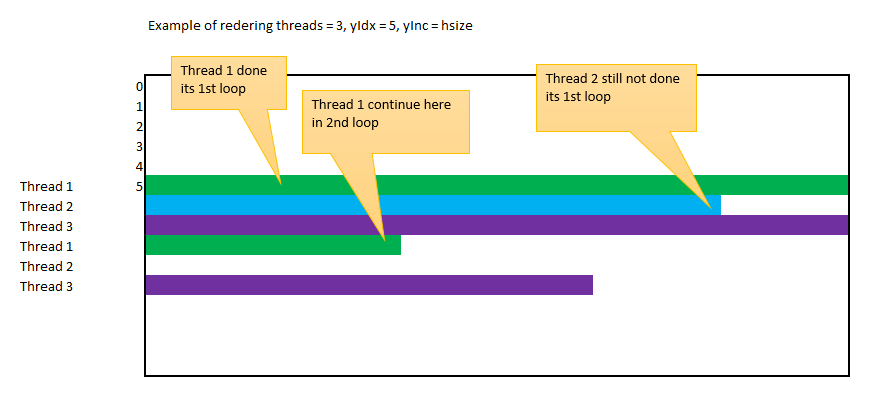 Example of redering threads = 3, yIdx = 5, yInc = hsize
Thread 1 done
its 1st loop
Thread 1 continue here
in 2nd loop
Thread 2 still not done
its 1st loop
0
1
2
3
4
Thread 1 5
Thread 2
Thread 3
Thread 1
Thread 2
Thread 3